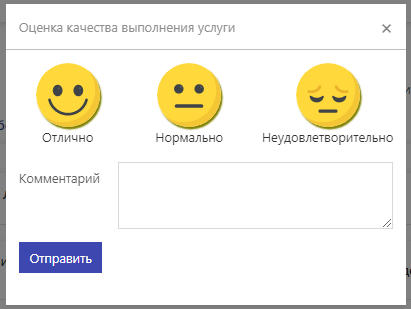 Оценка качества выполнения услуги
Отлично Нормально Неудовлетворительно
Комментарий
Отправить